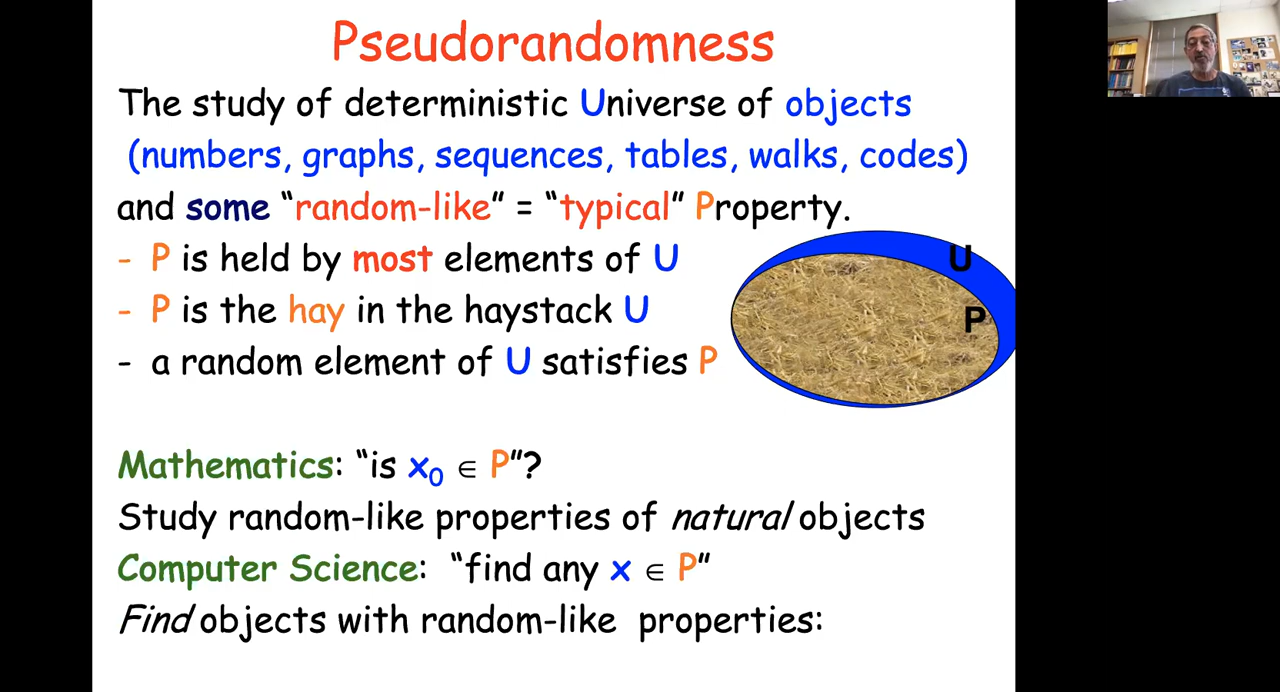 Pseudorandomness
The study of deterministic Universe of objects
(numbers, graphs, sequences, tables, walks, codes)
and some “random-like” = “typical” Property.
- P is held by most elements of U
- P is the hay in the haystack U
- a random element of U satisfies P
U
P
Mathematics: “is x₀ ∈ P”?
Study random-like properties of natural objects
Computer Science: “find any x ∈ P”
Find objects with random-like properties: